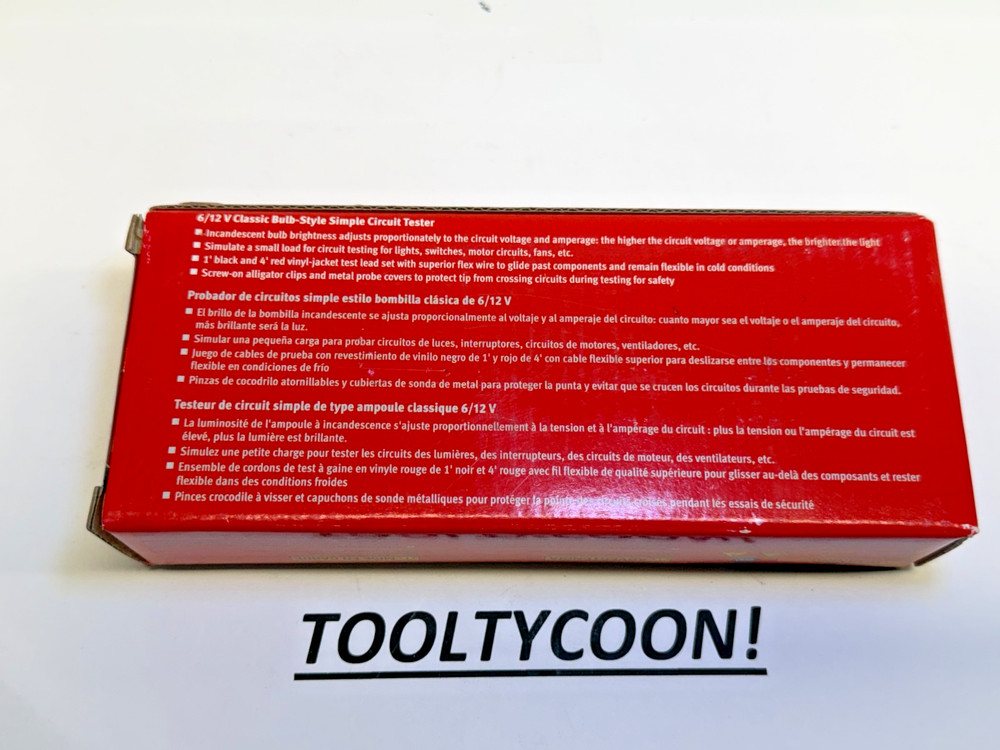 6/12 V Classic Bulb-Style Simple Circuit Tester
■ Incandescent bulb brightness adjusts proportionately to the circuit voltage and amperage: the higher the circuit voltage or amperage, the brighter the light
■ Simulate a small load for circuit testing for lights, switches, motor circuits, fans, etc.
■ 1' black and 4' red vinyl-jacket test lead set with superior flex wire to glide past components and remain flexible in cold conditions
■ Screw-on alligator clips and metal probe covers to protect tip from crossing circuits during testing for safety
Probador de circuitos simple estilo bombilla clásica de 6/12 V
■ El brillo de la bombilla incandescente se ajusta proporcionalmente al voltaje y al amperaje del circuito: cuanto mayor sea el voltaje o el amperaje del circuito,
más brillante será la luz.
■ Simular una pequeña carga para probar circuitos de luces, interruptores, circuitos de motores, ventiladores, etc.
■ Juego de cables de prueba con revestimiento de vinilo negro de 1' y rojo de 4' con cable flexible superior para deslizarse entre los componentes y permanecer
flexible en condiciones de frío
■ Pinzas de cocodrilo atornillables y cubiertas de sonda de metal para proteger la punta y evitar que se crucen los circuitos durante las pruebas de seguridad.
Testeur de circuit simple de type ampoule classique 6/12 V
■ La luminosité de l'ampoule à incandescence s'ajuste proportionnellement à la tension et à l'ampérage du circuit : plus la tension ou l'ampérage du circuit est
élevé, plus la lumière est brillante.
■ Simulez une petite charge pour tester les circuits des lumières, des interrupteurs, des circuits de moteur, des ventilateurs, etc.
■ Ensemble de cordons de test à gaine en vinyle rouge de 1' noir et 4' rouge avec fil flexible de qualité supérieure pour glisser au-delà des composants et rester
flexible dans des conditions froides
■ Pinces crocodile à visser et capuchons de sonde métalliques pour protéger la pointe des circuits croisés pendant les essais de sécurité
TOOLTYCOON!